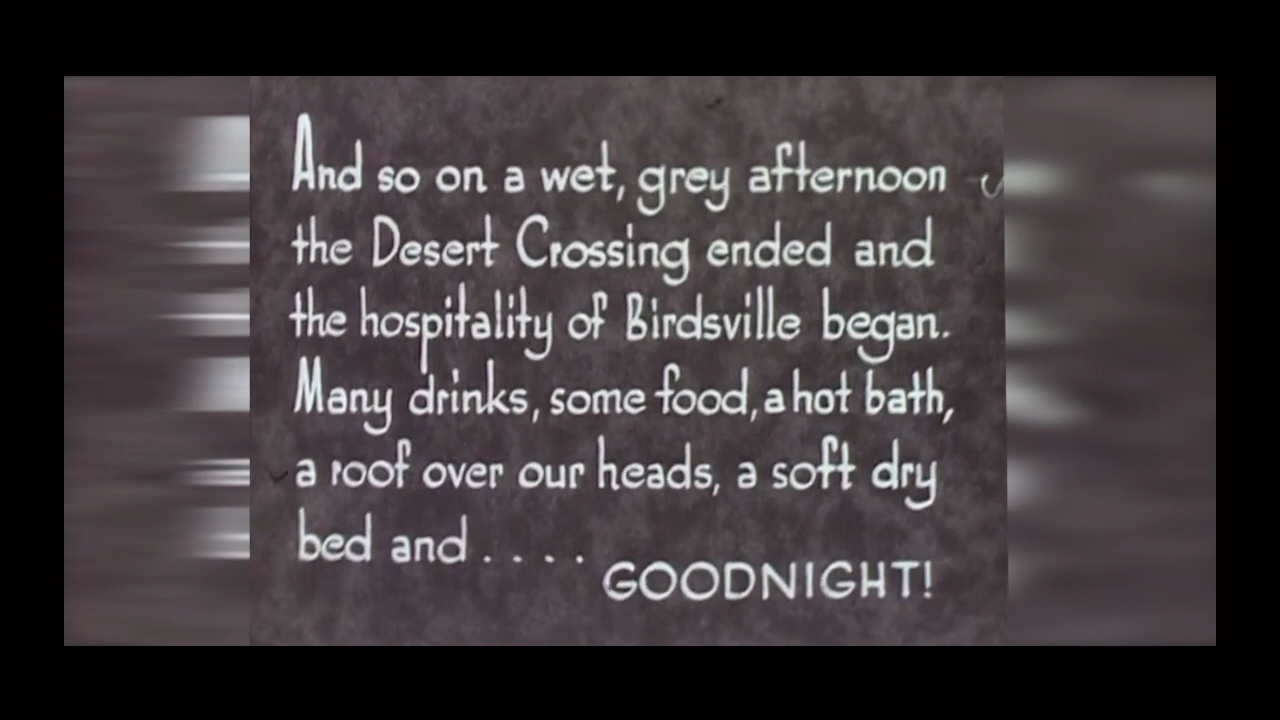 And so on a wet, grey afternoon
the Desert Crossing ended and
the hospitality of Birdsville began.
Many drinks, some food, a hot bath,
a roof over our heads, a soft dry
bed and . . . .
GOODNIGHT!